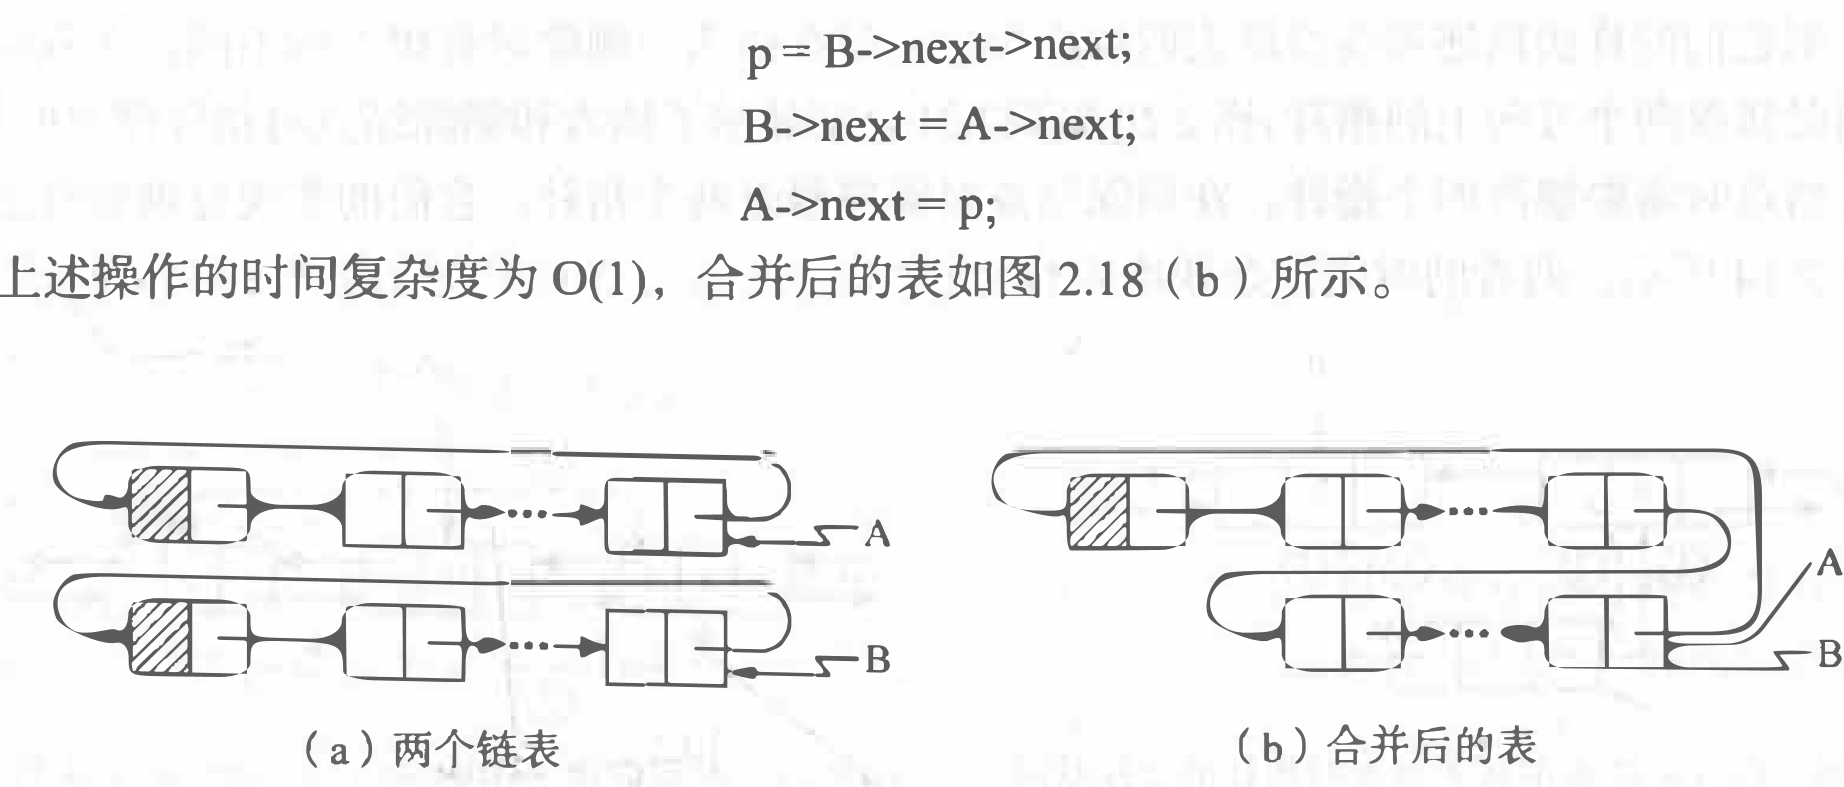 p = B->next->next;
B->next = A->next;
A->next = p;
上述操作的时间复杂度为 O(1)，合并后的表如图 2.18（b）所示。
A
B
（a）两个链表
A
B
（b）合并后的表